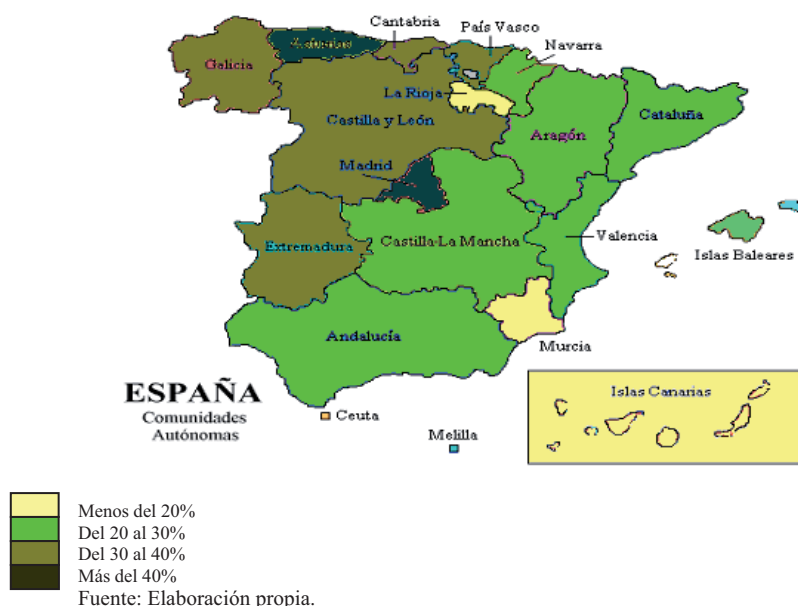 Cantabria
País Vasco
Asturias
Navarra
Galicia
La Rioja
Castilla y León
Aragón
Cataluña
Madrid
Extremadura
Castilla-La Mancha
Valencia
Islas Baleares
Andalucía
Murcia
ESPAÑA
Comunidades
Autónomas
Ceuta
Melilla
Islas Canarias
Menos del 20%
Del 20 al 30%
Del 30 al 40%
Más del 40%
Fuente: Elaboración propia.